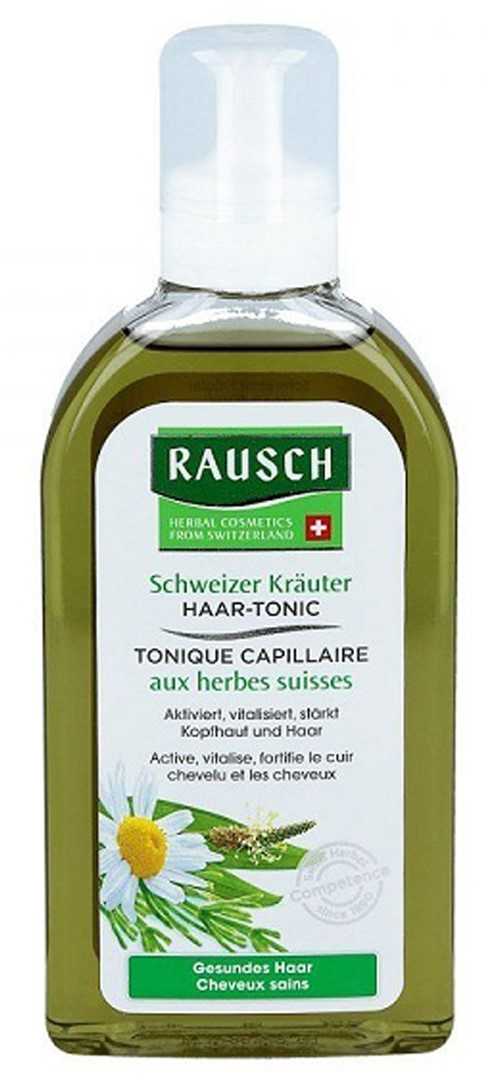 RAUSCH
HERBAL COSMETICS
FROM SWITZERLAND
Schweizer Kräuter
HAAR-TONIC
TONIQUE CAPILLAIRE
aux herbes suisses
Aktiviert, vitalisiert, stärkt
Kopfhaut und Haar
Active, vitalise, fortifie le cuir
chevelu et les cheveux
Herbal
Competence
since 1890
Gesundes Haar
Cheveux sains